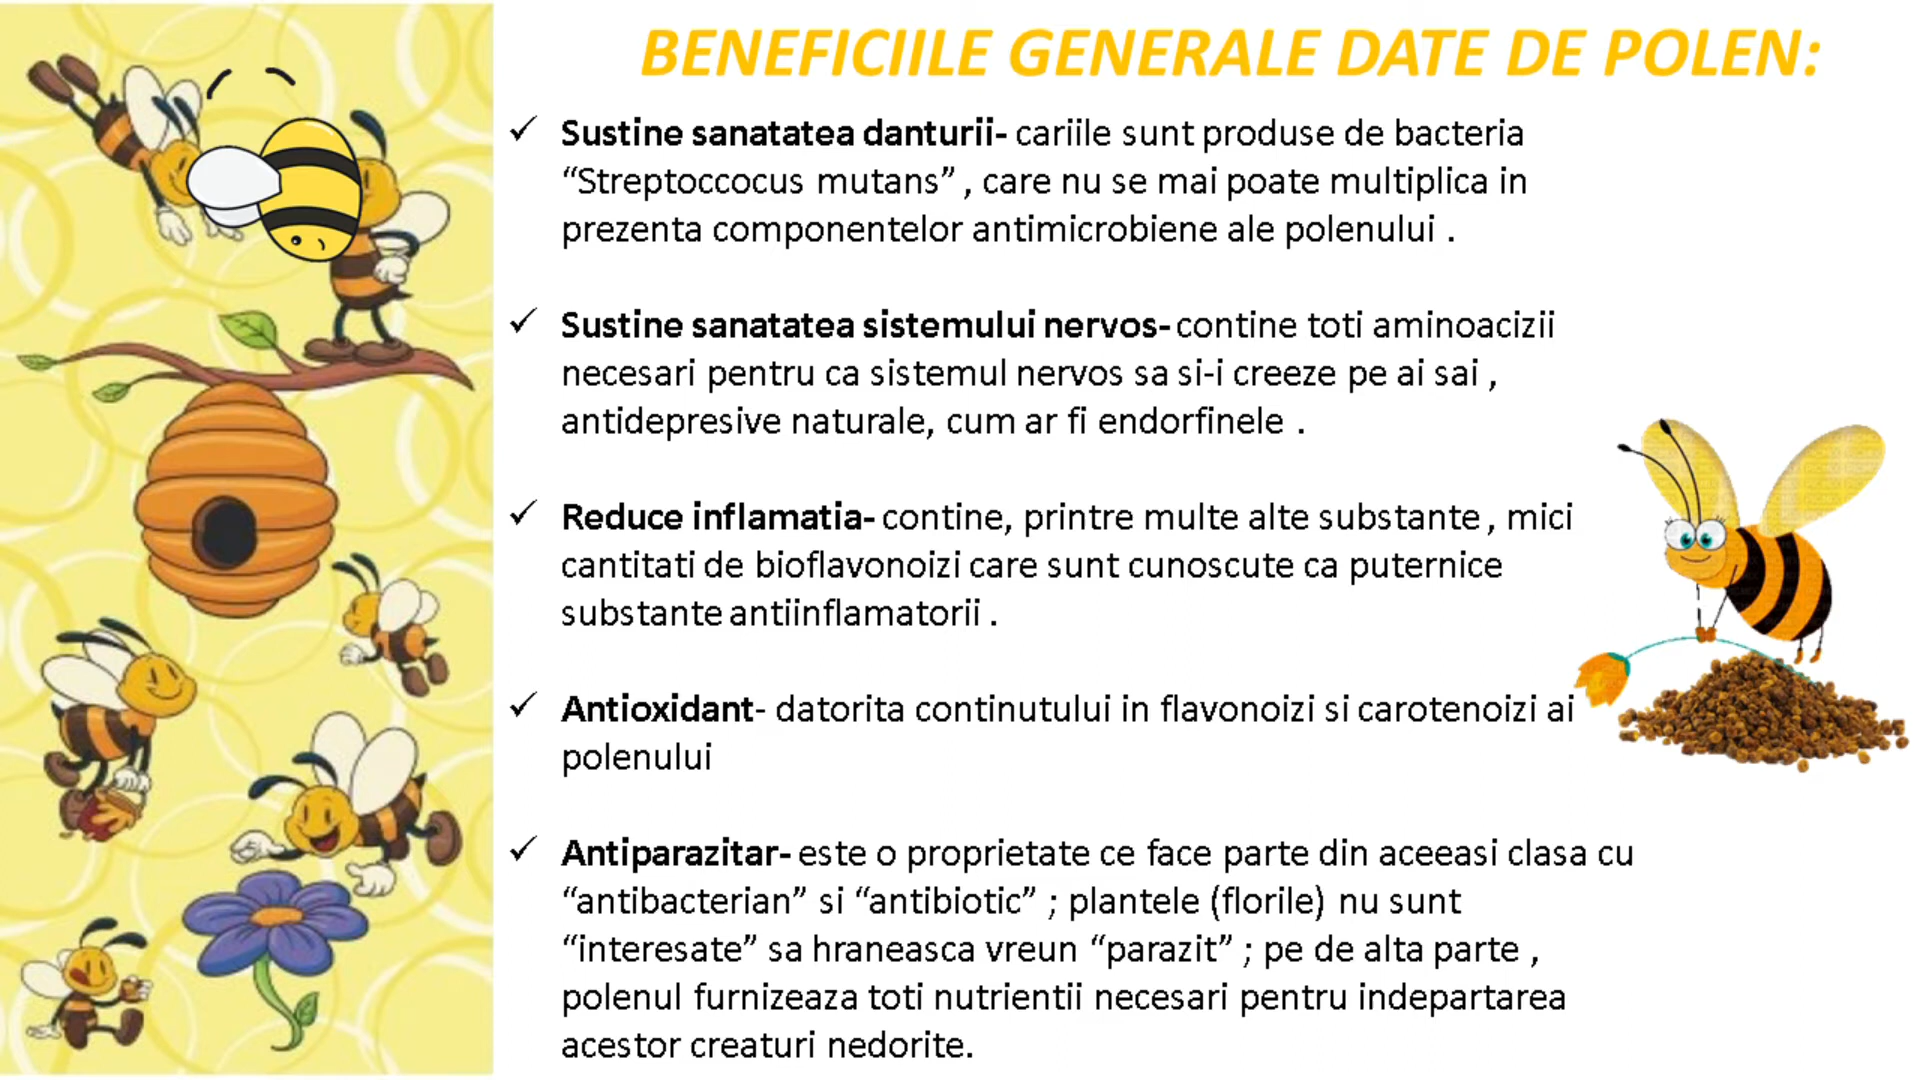 BENEFICIILE GENERALE DATE DE POLEN:
✓ Sustine sanatatea danturii- cariile sunt produse de bacteria
“Streptoccocus mutans” , care nu se mai poate multiplica in
prezenta componentelor antimicrobiene ale polenului .
✓ Sustine sanatatea sistemului nervos- contine toti aminoacizii
necesari pentru ca sistemul nervos sa si-i creeze pe ai sai ,
antidepresive naturale, cum ar fi endorfinele .
✓ Reduce inflamatia- contine, printre multe alte substante , mici
cantitati de bioflavonoizi care sunt cunoscute ca puternice
substante antiinflamatorii .
✓ Antioxidant- datorita continutului in flavonoizi si carotenoizi ai
polenului
✓ Antiparazitar- este o proprietate ce face parte din aceeasi clasa cu
“antibacterian” si “antibiotic” ; plantele (florile) nu sunt
“interesate” sa hraneasca vreun “parazit” ; pe de alta parte ,
polenul furnizeaza toti nutrientii necesari pentru indepartarea
acestor creaturi nedorite.